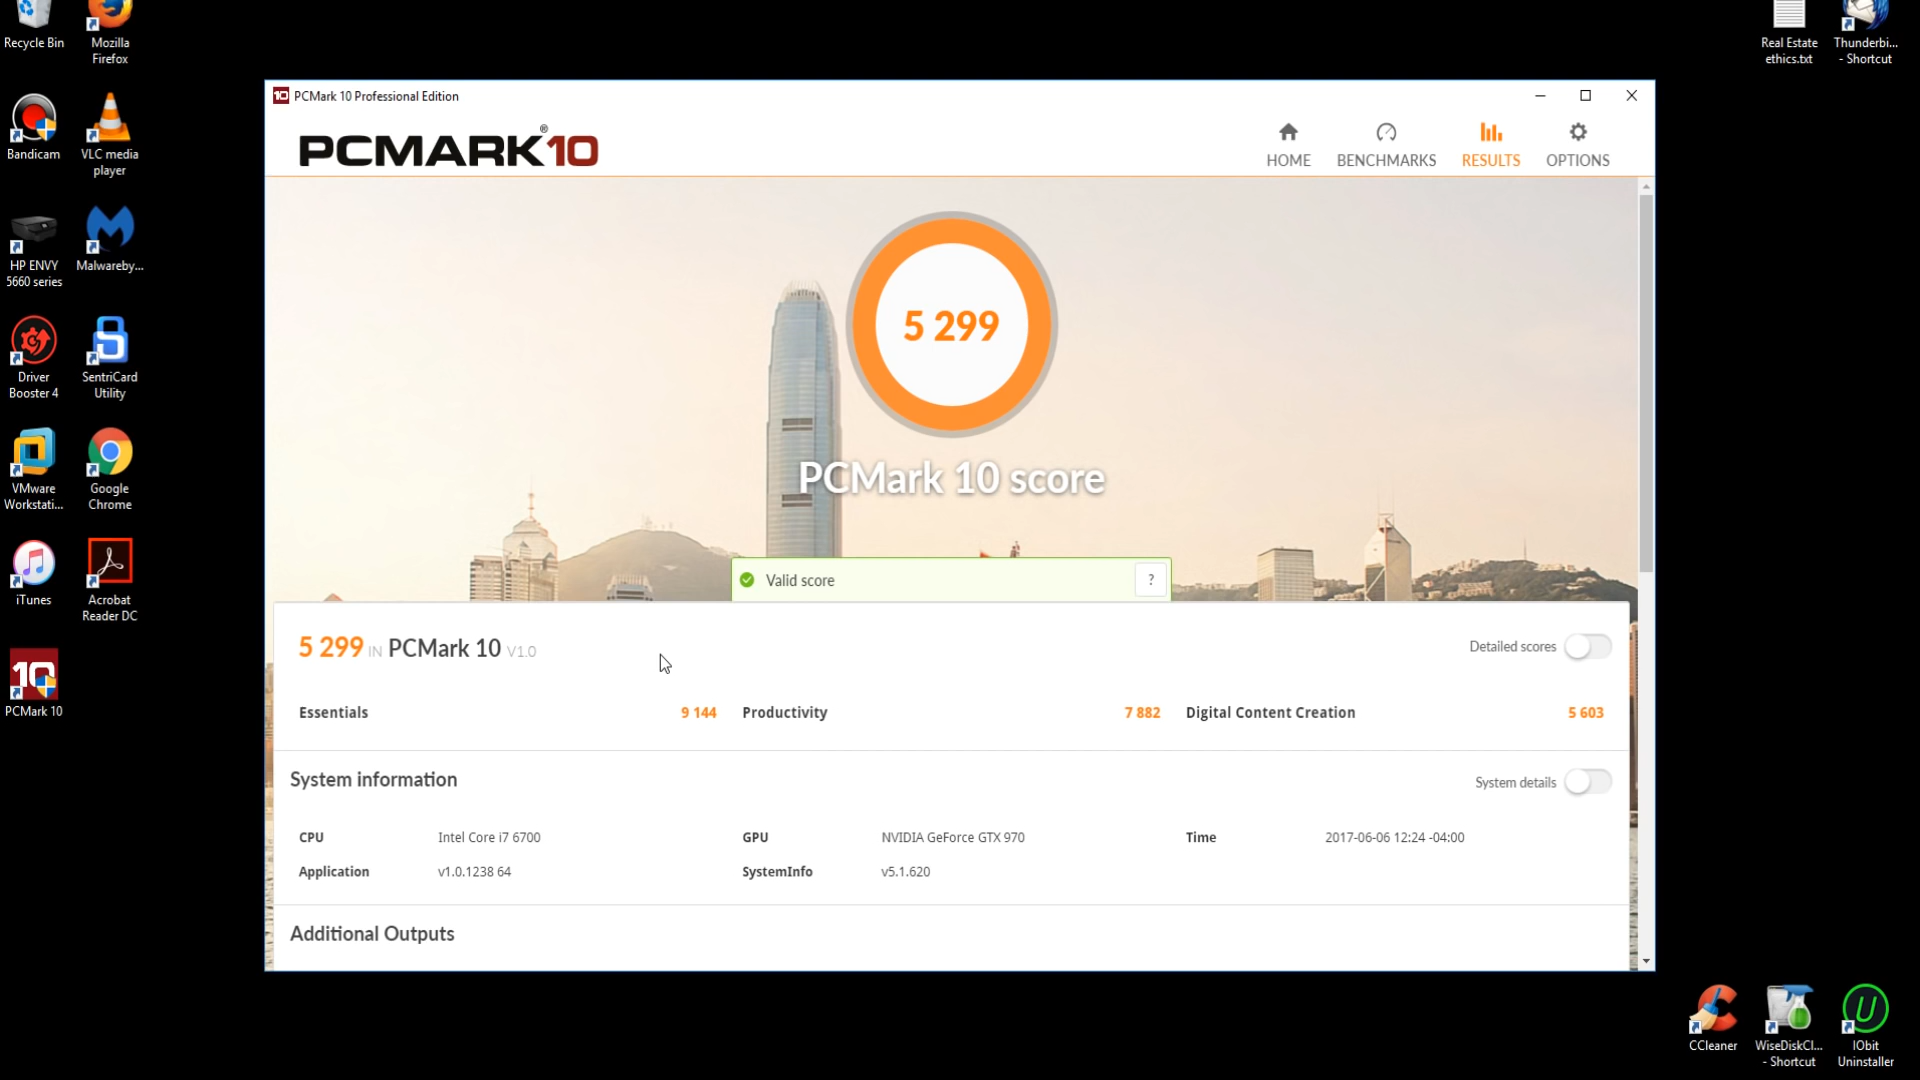 Recycle Bin
Mozilla
Firefox
Bandicam
VLC media
player
HP ENVY
5660 series
Malwareby...
Driver
Booster 4
SentriCard
Utility
VMware
Workstati...
Google
Chrome
iTunes
Acrobat
Reader DC
10
PCMark 10
Real Estate
ethics.txt
Thunderbi...
- Shortcut
10 PCMark 10 Professional Edition
PCMARK®10
HOME
BENCHMARKS
RESULTS
OPTIONS
5 299
PCMark 10 score
Valid score
?
5 299 IN PCMark 10 V1.0
Detailed scores
Essentials 9 144
Productivity 7 882
Digital Content Creation 5 603
System information
System details
CPU Intel Core i7 6700
GPU NVIDIA GeForce GTX 970
Time 2017-06-06 12:24 -04:00
Application v1.0.1238 64
SystemInfo v5.1.620
Additional Outputs
CCleaner
WiseDiskCl...
- Shortcut
IObit
Uninstaller